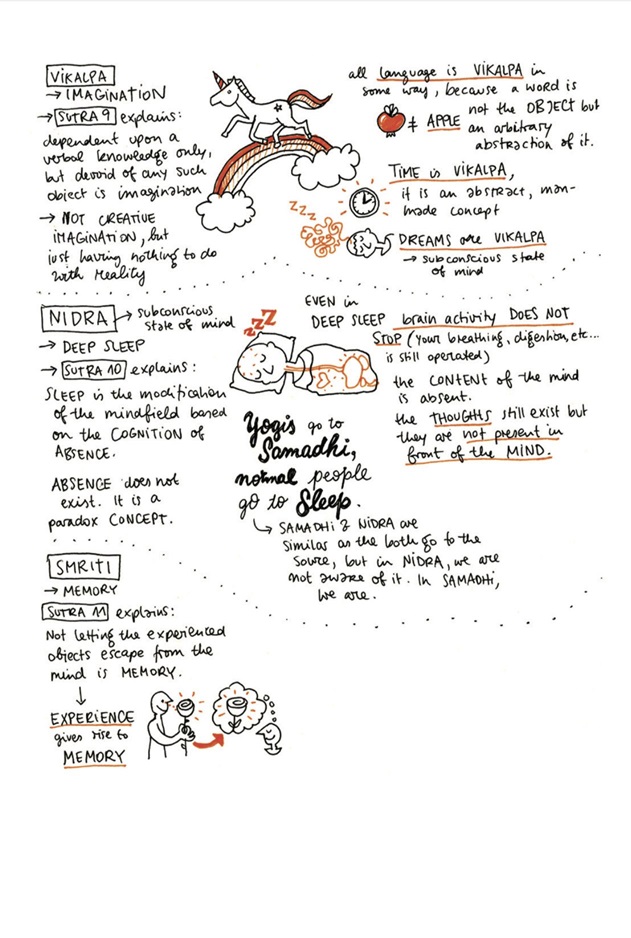 VIKALPA
→ IMAGINATION
→ SUTRA 9 explains:
dependent upon a
verbal knowledge only,
but devoid of any such
object is imagination
→ NOT CREATIVE
IMAGINATION, but
just having nothing to do
with reality
all language is VIKALPA in
some way, because a word is
≠ APPLE not the OBJECT but
an arbitrary
abstraction of it.
TIME is VIKALPA,
it is an abstract, man-
made concept
zzz
DREAMS are VIKALPA
→ subconscious state
of mind
NIDRA → subconscious
state of mind
→ DEEP SLEEP
→ SUTRA 10 explains:
SLEEP is the modification
of the mindfield based
on the COGNITION of
ABSENCE.
ABSENCE does not
exist. It is a
paradox CONCEPT.
zzZ
EVEN in
DEEP SLEEP brain activity DOES NOT
STOP (your breathing, digestion, etc...
is still operated)
the CONTENT of the mind
is absent.
the THOUGHTS still exist but
they are not present in
front of the MIND.
Yogis go to
Samadhi,
normal people
go to Sleep.
↳ SAMADHI & NIDRA are
similar as the both go to the
source, but in NIDRA, we are
not aware of it. In SAMADHI,
we are.
SMRITI
→ MEMORY
SUTRA 11 explains:
Not letting the experienced
objects escape from the
mind is MEMORY.
↓
EXPERIENCE
gives rise to
MEMORY